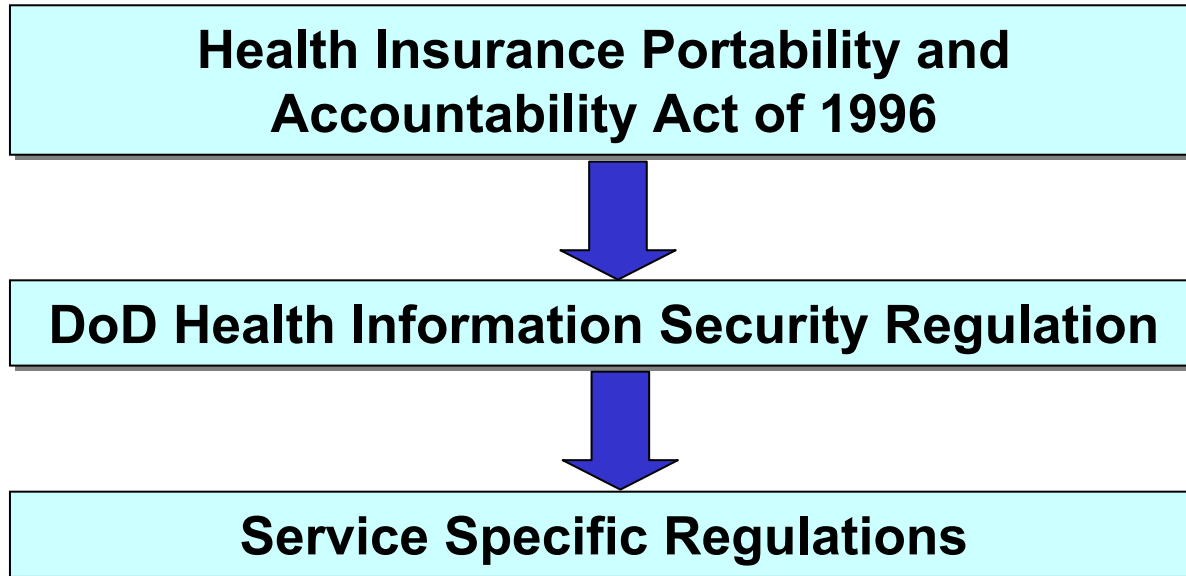 Health Insurance Portability and
Accountability Act of 1996
DoD Health Information Security Regulation
Service Specific Regulations